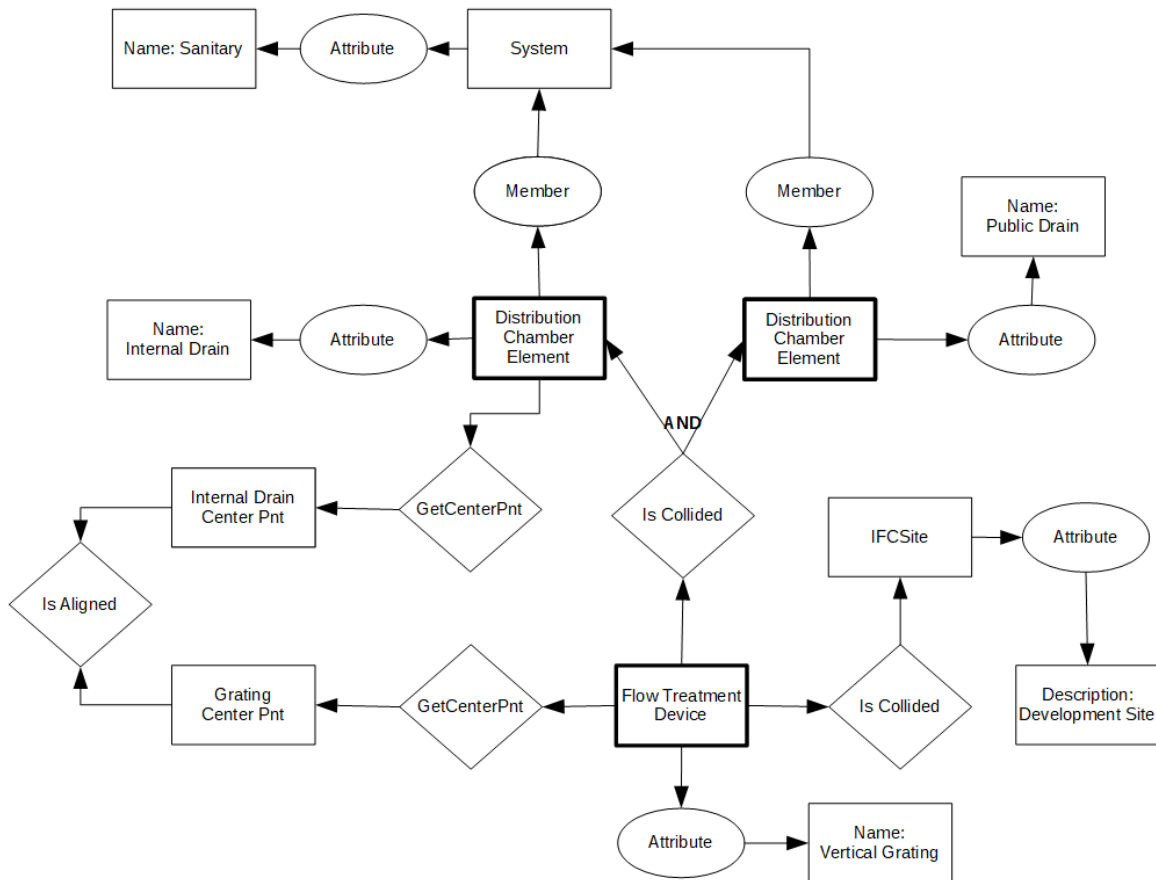 Name: Sanitary
Attribute
System
Member
Member
Name:
Public Drain
Name:
Internal Drain
Attribute
Distribution
Chamber
Element
Distribution
Chamber
Element
Attribute
AND
Internal Drain
Center Pnt
GetCenterPnt
Is Collided
IFCSite
Attribute
Is Aligned
Grating
Center Pnt
GetCenterPnt
Flow Treatment
Device
Is Collided
Description:
Development Site
Attribute
Name:
Vertical Grating